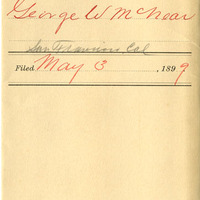 George W McNear
San Francisco Cal
Filed May 3, 1899